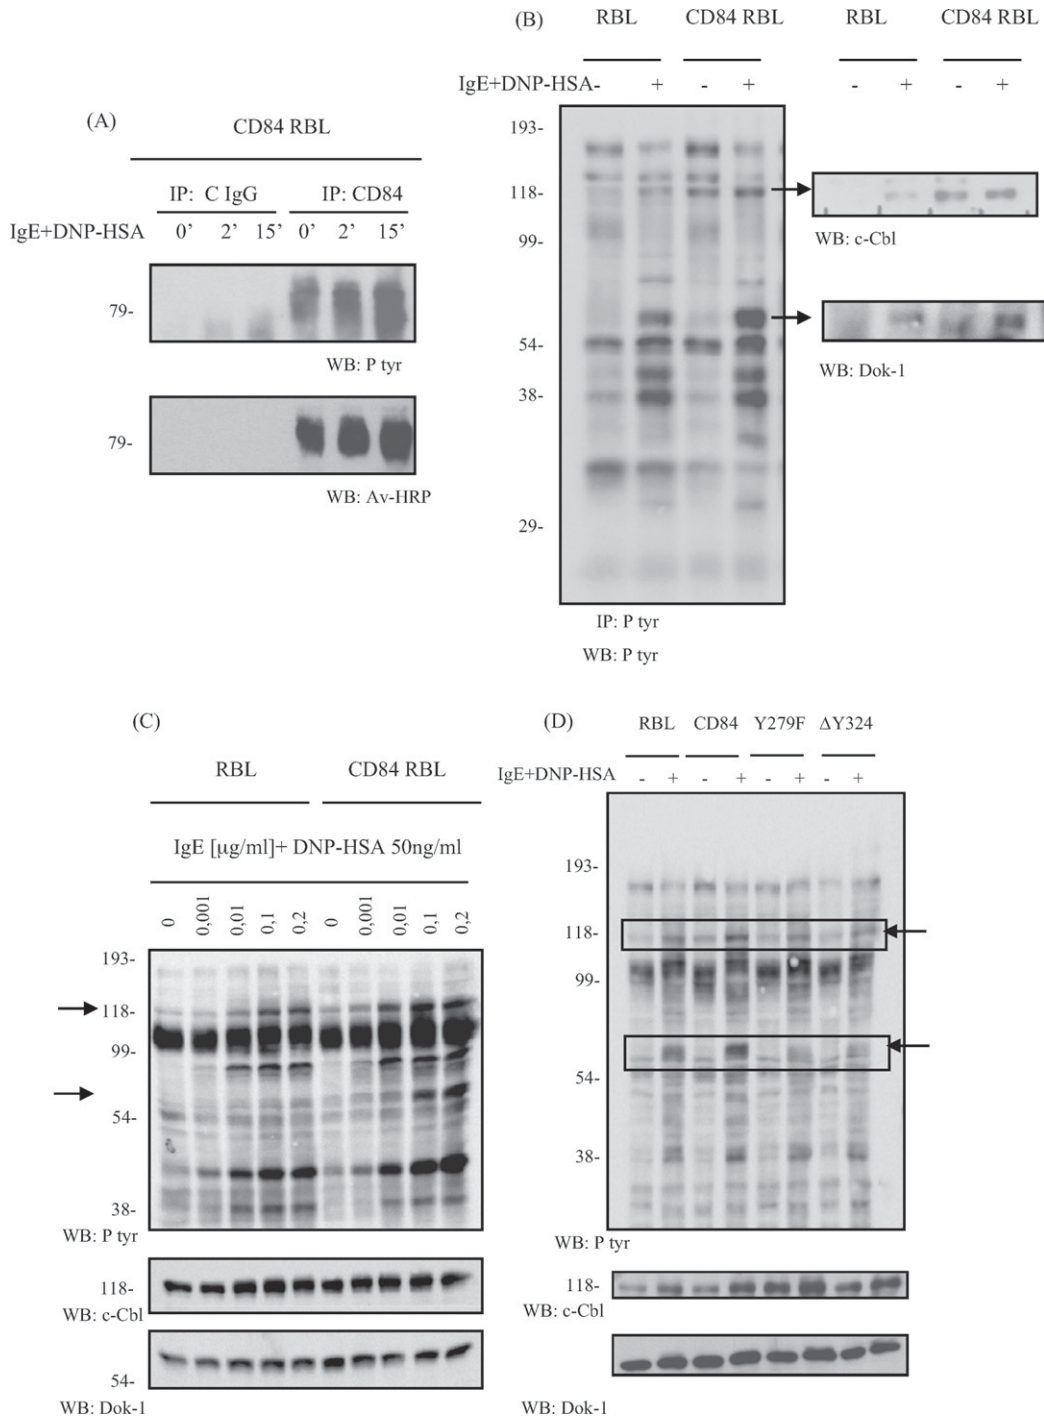 (A)
CD84 RBL
IP: C IgG IP: CD84
IgE+DNP-HSA 0’ 2’ 15’ 0’ 2’ 15’
79-
WB: P tyr
79-
WB: Av-HRP
(B)
RBL CD84 RBL RBL CD84 RBL
IgE+DNP-HSA- + - + - + - +
193-
118-
99-
54-
38-
29-
WB: c-Cbl
WB: Dok-1
IP: P tyr
WB: P tyr
(C)
RBL CD84 RBL
IgE [µg/ml]+ DNP-HSA 50ng/ml
0 0,001 0,01 0,1 0,2 0 0,001 0,01 0,1 0,2
193-
118-
99-
54-
38-
WB: P tyr
118-
WB: c-Cbl
54-
WB: Dok-1
(D)
RBL CD84 Y279F ΔY324
IgE+DNP-HSA - + - + - + - +
193-
118-
99-
54-
38-
WB: P tyr
118-
WB: c-Cbl
WB: Dok-1